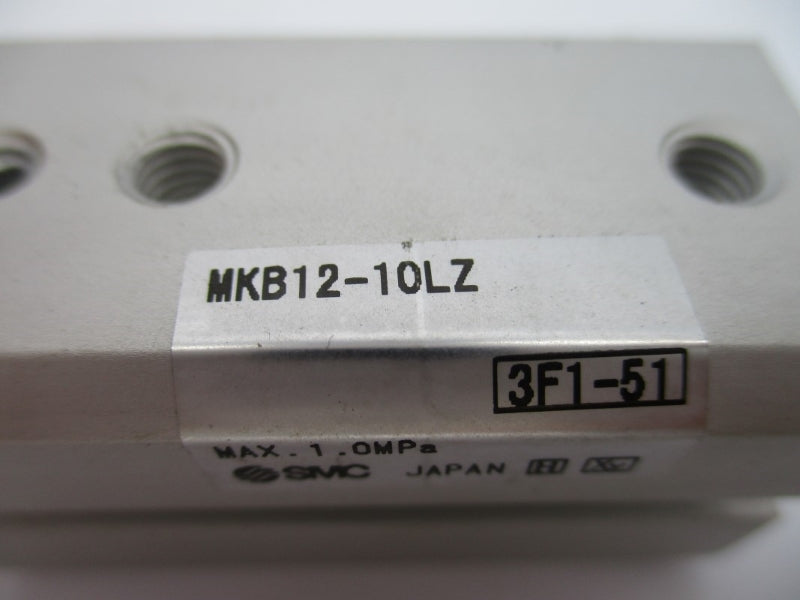 MKB12-10LZ
3F1-51
MAX.1.0MPa
SMC JAPAN